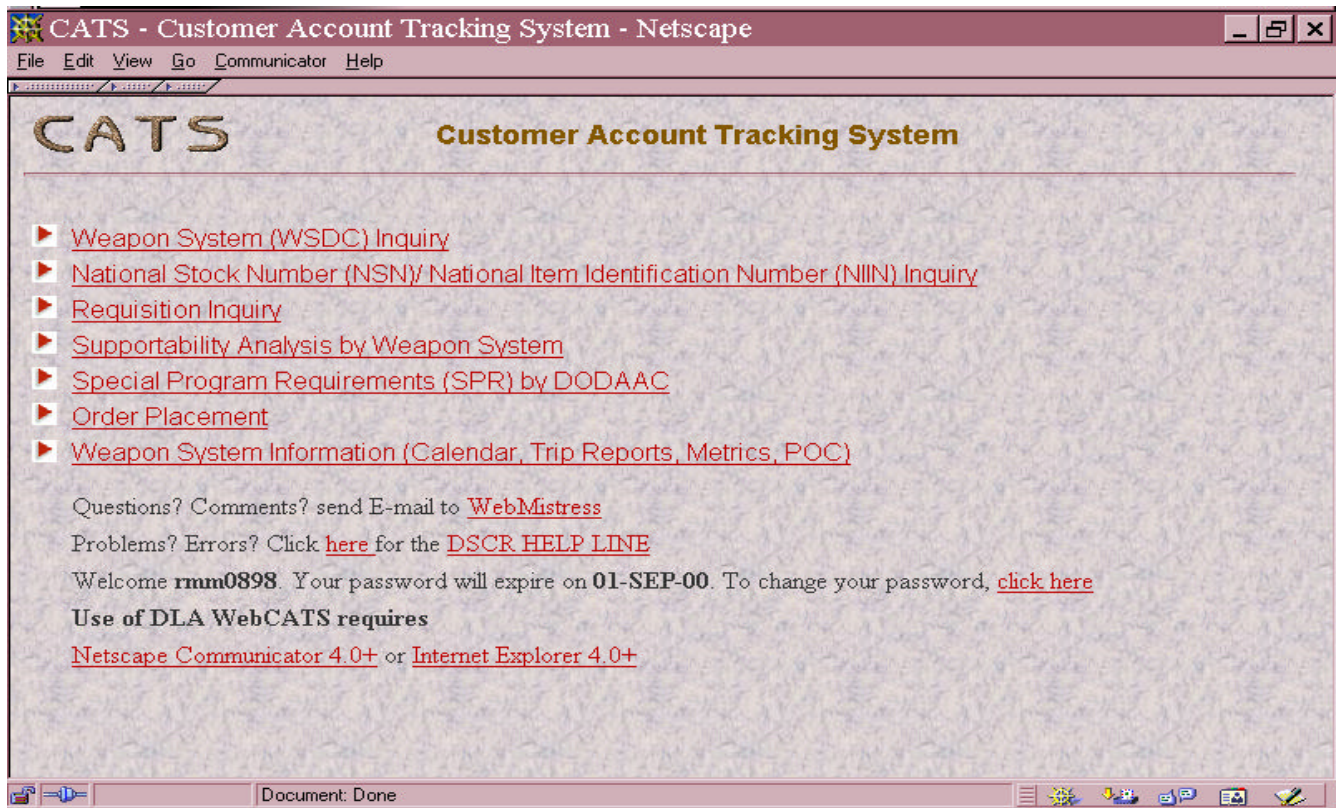 CATS - Customer Account Tracking System - Netscape
File Edit View Go Communicator Help
CATS
Customer Account Tracking System
Weapon System (WSDC) Inquiry
National Stock Number (NSN)/ National Item Identification Number (NIIN) Inquiry
Requisition Inquiry
Supportability Analysis by Weapon System
Special Program Requirements (SPR) by DODAAC
Order Placement
Weapon System Information (Calendar, Trip Reports, Metrics, POC)
Questions? Comments? send E-mail to WebMistress
Problems? Errors? Click here for the DSCR HELP LINE
Welcome rmm0898. Your password will expire on 01-SEP-00. To change your password, click here
Use of DLA WebCATS requires
Netscape Communicator 4.0+ or Internet Explorer 4.0+
Document: Done